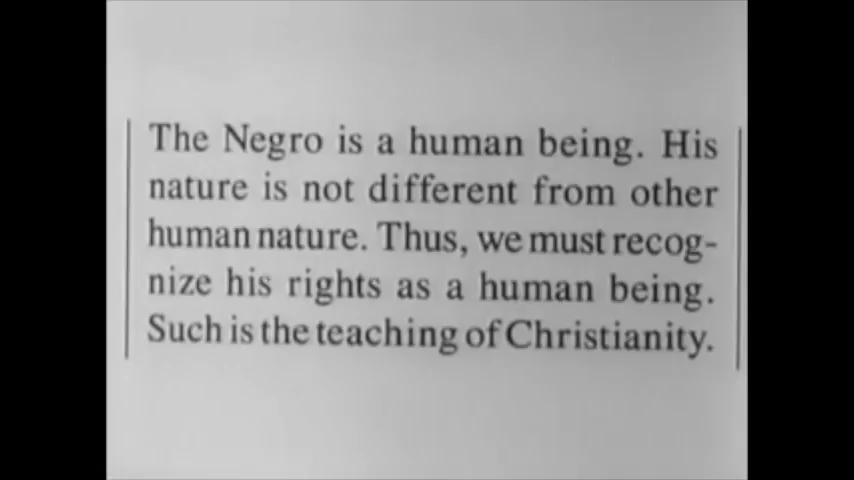 The Negro is a human being. His
nature is not different from other
human nature. Thus, we must recog-
nize his rights as a human being.
Such is the teaching of Christianity.